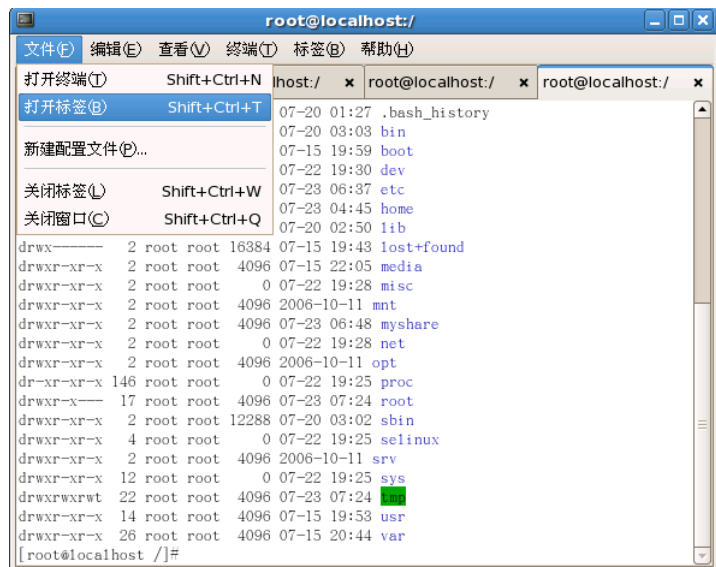 root@localhost:/
文件(F) 编辑(E) 查看(V) 终端(T) 标签(B) 帮助(H)
打开终端(T) Shift+Ctrl+N
打开标签(B) Shift+Ctrl+T
新建配置文件(P)...
关闭标签(L) Shift+Ctrl+W
关闭窗口(C) Shift+Ctrl+Q
lhost:/ x root@localhost:/ x root@localhost:/ x
07-20 01:27 .bash_history
07-20 03:03 bin
07-15 19:59 boot
07-22 19:30 dev
07-23 06:37 etc
07-23 04:45 home
07-20 02:50 lib
drwx------ 2 root root 16384 07-15 19:43 lost+found
drwxr-xr-x 2 root root 4096 07-15 22:05 media
drwxr-xr-x 2 root root 0 07-22 19:28 misc
drwxr-xr-x 2 root root 4096 2006-10-11 mnt
drwxr-xr-x 2 root root 4096 07-23 06:48 myshare
drwxr-xr-x 2 root root 0 07-22 19:28 net
drwxr-xr-x 2 root root 4096 2006-10-11 opt
dr-xr-xr-x 146 root root 0 07-22 19:25 proc
drwxr-x--- 17 root root 4096 07-23 07:24 root
drwxr-xr-x 2 root root 12288 07-20 03:02 sbin
drwxr-xr-x 4 root root 0 07-22 19:25 selinux
drwxr-xr-x 2 root root 4096 2006-10-11 srv
drwxr-xr-x 12 root root 0 07-22 19:25 sys
drwxrwxrwt 22 root root 4096 07-23 07:24 tmp
drwxr-xr-x 14 root root 4096 07-15 19:53 usr
drwxr-xr-x 26 root root 4096 07-15 20:44 var
[root@localhost /]#